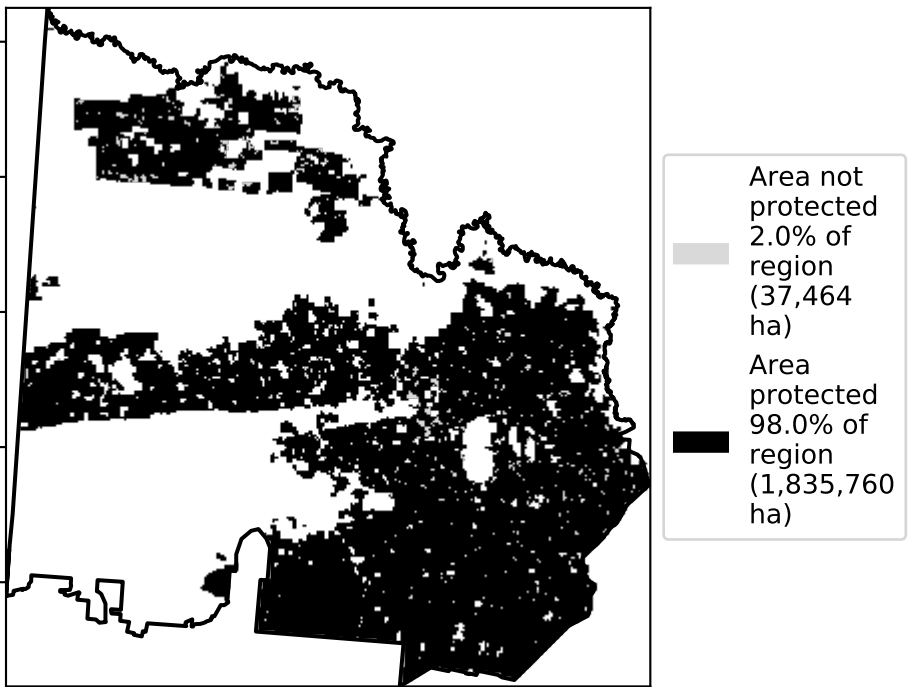 Area not
protected
2.0% of
region
(37,464
ha)
Area
protected
98.0% of
region
(1,835,760
ha)